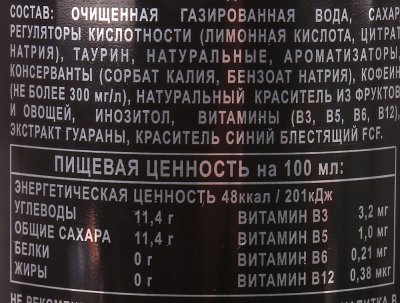 СОСТАВ: ОЧИЩЕННАЯ ГАЗИРОВАННАЯ ВОДА, САХАР
РЕГУЛЯТОРЫ КИСЛОТНОСТИ (ЛИМОННАЯ КИСЛОТА, ЦИТРАТ
НАТРИЯ), ТАУРИН, НАТУРАЛЬНЫЕ, АРОМАТИЗАТОРЫ,
КОНСЕРВАНТЫ (СОРБАТ КАЛИЯ, БЕНЗОАТ НАТРИЯ), КОФЕИН
(НЕ БОЛЕЕ 300 мг/л), НАТУРАЛЬНЫЙ КРАСИТЕЛЬ ИЗ ФРУКТОВ
И ОВОЩЕЙ, ИНОЗИТОЛ, ВИТАМИНЫ (B3, B5, B6, B12),
ЭКСТРАКТ ГУАРАНЫ, КРАСИТЕЛЬ СИНИЙ БЛЕСТЯЩИЙ FCF.
ПИЩЕВАЯ ЦЕННОСТЬ на 100 мл:
ЭНЕРГЕТИЧЕСКАЯ ЦЕННОСТЬ 48ккал / 201кДж
УГЛЕВОДЫ 11,4 г ВИТАМИН B3 3,2 мг
ОБЩИЕ САХАРА 11,4 г ВИТАМИН B5 1,0 мг
БЕЛКИ 0 г ВИТАМИН B6 0,21 мг
ЖИРЫ 0 г ВИТАМИН B12 0,38 мкг